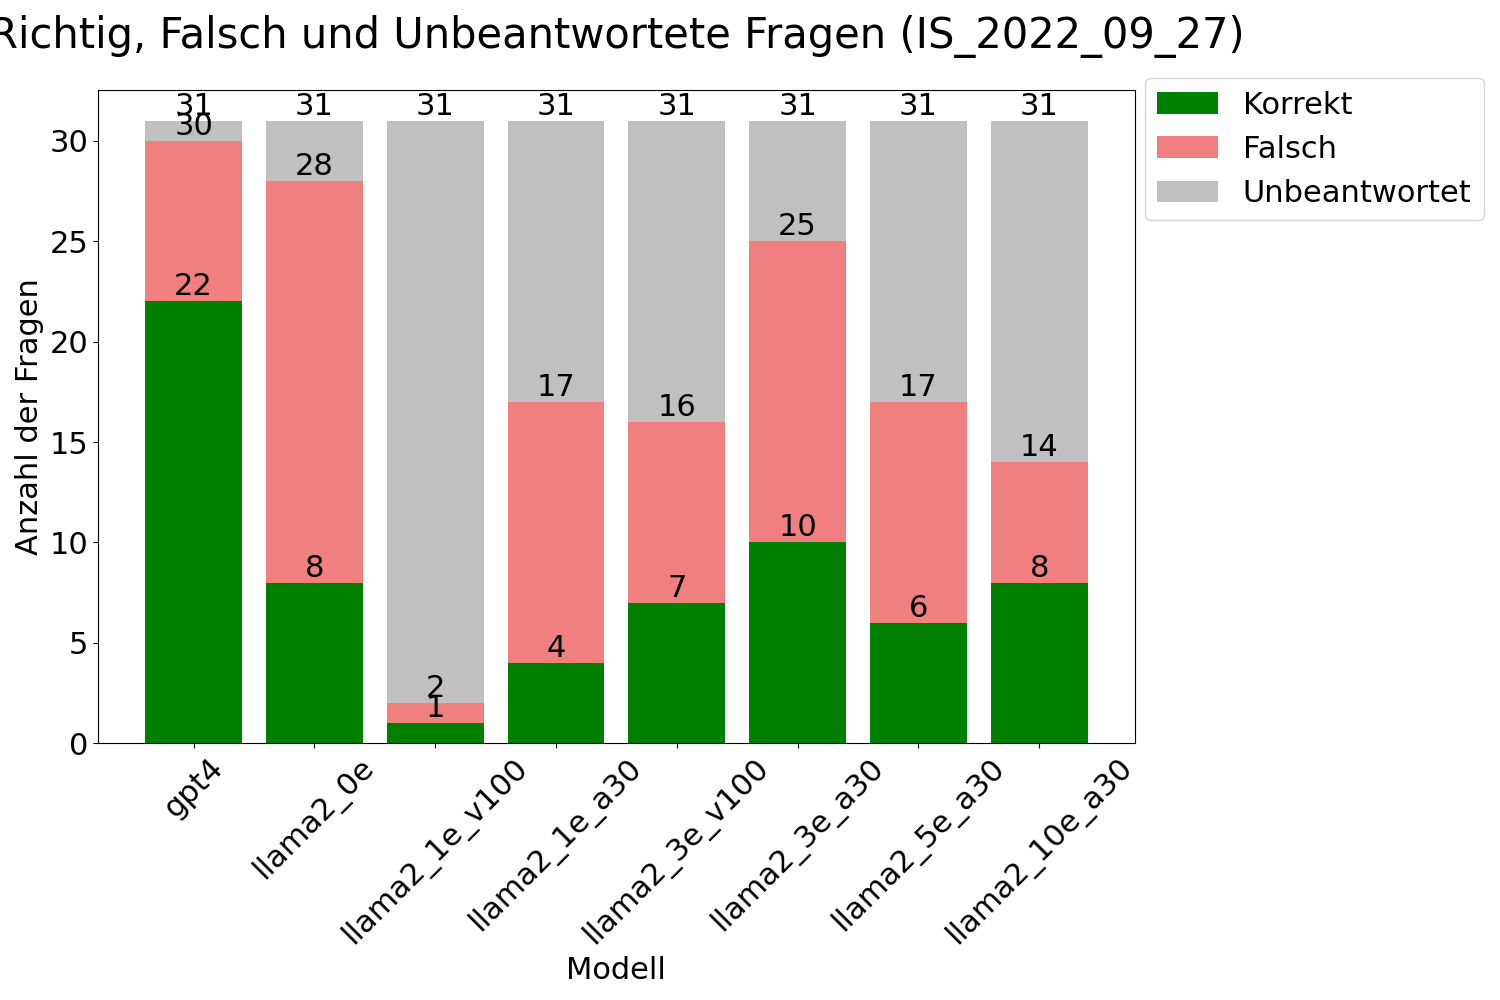 Richtig, Falsch und Unbeantwortete Fragen (IS_2022_09_27)
Korrekt
Falsch
Unbeantwortet
31 31 31 31 31 31 31 31
30 28 2 17 16 25 17 14
22 8 1 4 7 10 6 8
30
25
20
15
10
5
0
Anzahl der Fragen
gpt4
llama2_0e
llama2_1e_v100
llama2_1e_a30
llama2_3e_v100
llama2_3e_a30
llama2_5e_a30
llama2_10e_a30
Modell